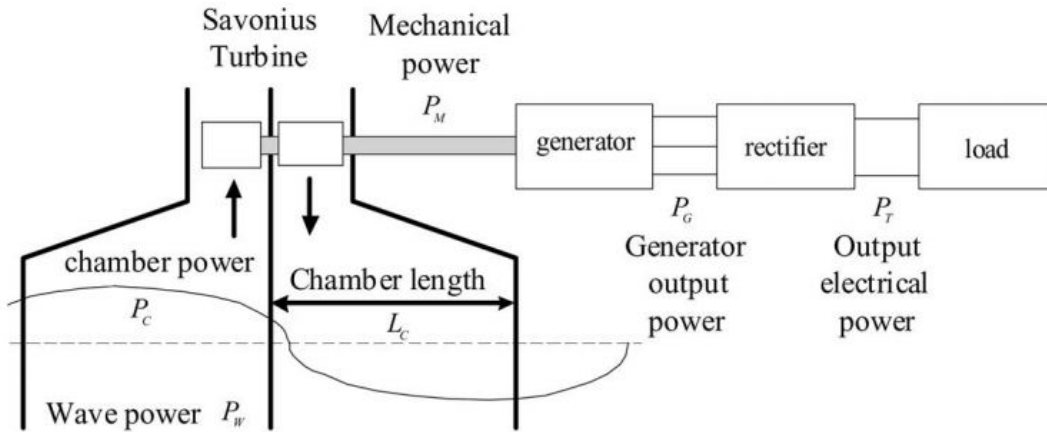 Savonius
Turbine
Mechanical
power
P_M
generator
rectifier
load
P_G
Generator
output
power
P_T
Output
electrical
power
chamber power
P_C
Chamber length
L_C
Wave power P_W